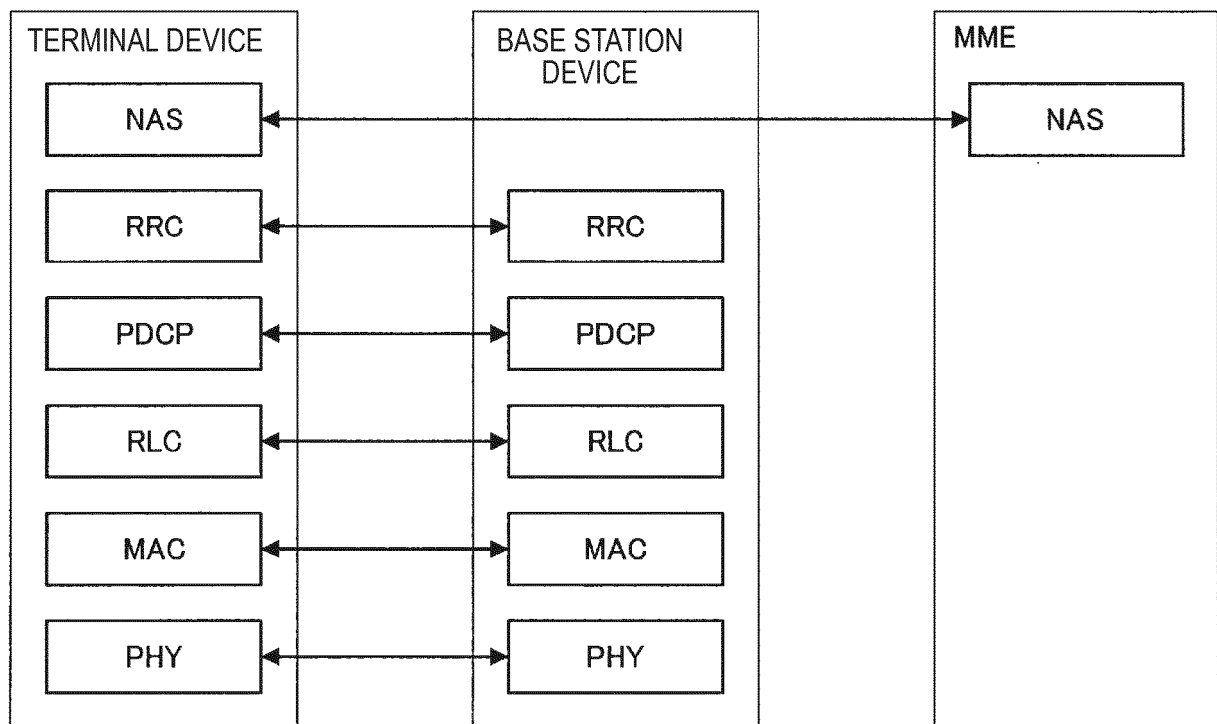 TERMINAL DEVICE
BASE STATION
DEVICE
MME
NAS
NAS
RRC
RRC
PDCP
PDCP
RLC
RLC
MAC
MAC
PHY
PHY